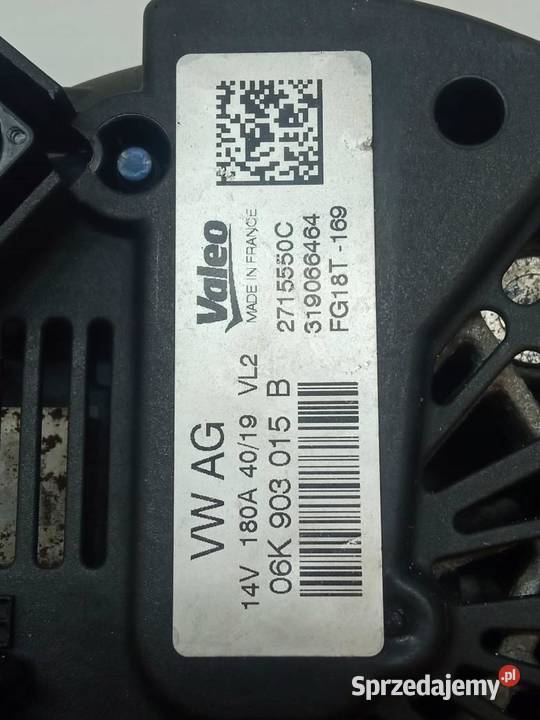 VW AG
14V 180A 40/19 VL2
06K 903 015 B
Valeo
MADE IN FRANCE
2715550C
319066464
FG18T -169
Sprzedajemy.pl